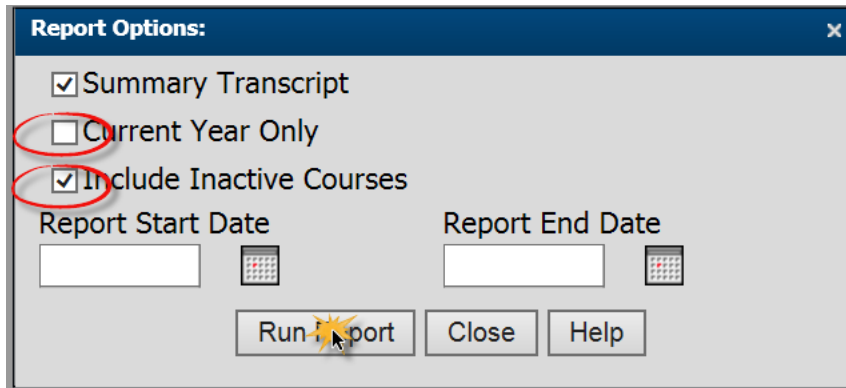 Report Options:
Summary Transcript
Current Year Only
Include Inactive Courses
Report Start Date Report End Date
Run Report Close Help